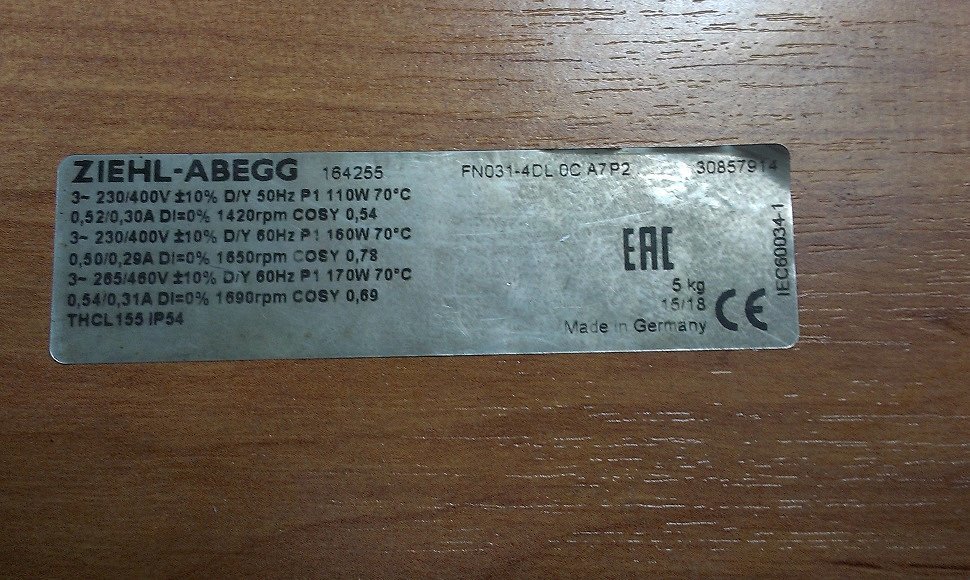 ZIEHL-ABEGG 164255 FN031-4DL 0C A7P2 30857914
3~ 230/400V ±10% D/Y 50Hz P1 110W 70°C
0,52/0,30A DI=0% 1420rpm COSY 0,54
3~ 230/400V ±10% D/Y 60Hz P1 160W 70°C
0,50/0,29A DI=0% 1650rpm COSY 0,78
3~ 265/460V ±10% D/Y 60Hz P1 170W 70°C
0,54/0,31A DI=0% 1690rpm COSY 0,69
THCL155 IP54
EAC
5 kg
15/18
Made in Germany
CE
IEC60034-1